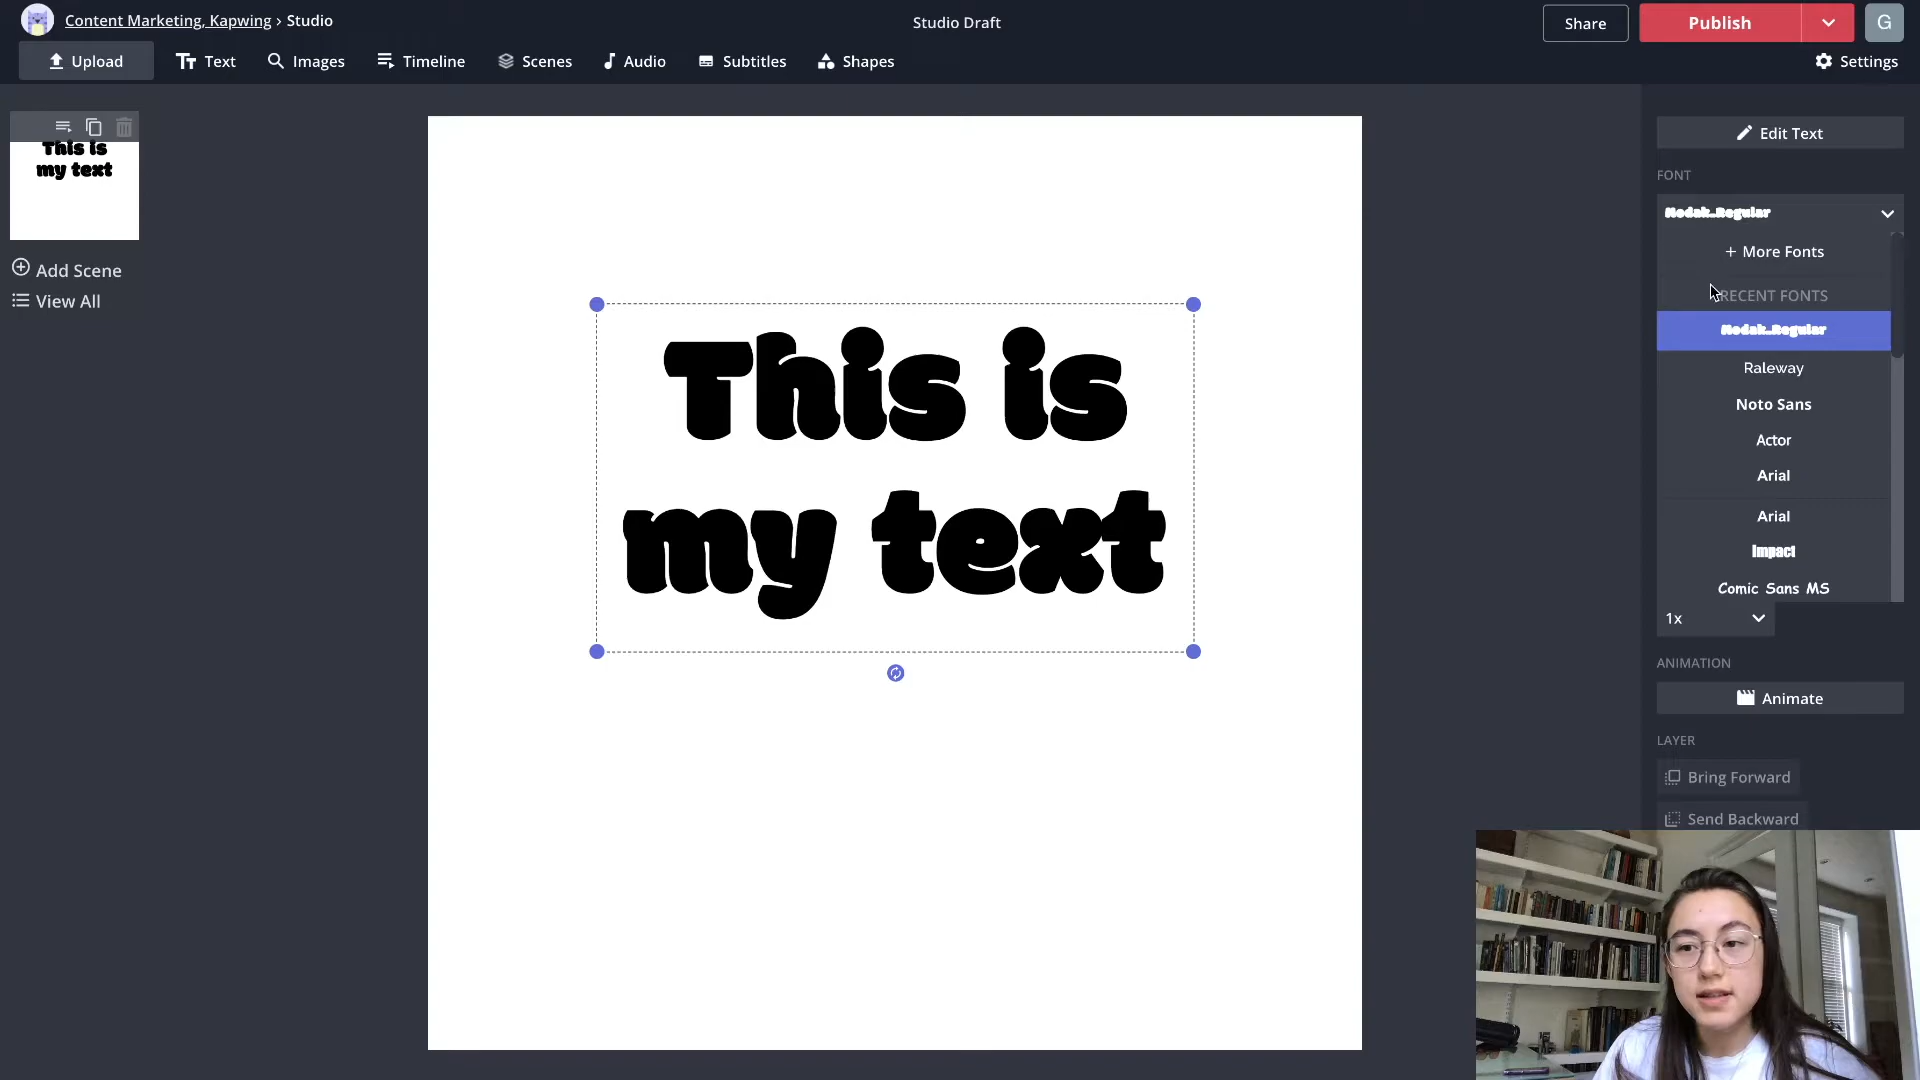 Content Marketing, Kapwing › Studio
Studio Draft
Share
Publish
G
Upload
Text
Images
Timeline
Scenes
Audio
Subtitles
Shapes
Settings
This is
my text
Add Scene
View All
This is
my text
Edit Text
FONT
Modak_Regular
+ More Fonts
RECENT FONTS
Modak_Regular
Raleway
Noto Sans
Actor
Arial
Arial
Impact
Comic Sans MS
1x
ANIMATION
Animate
LAYER
Bring Forward
Send Backward